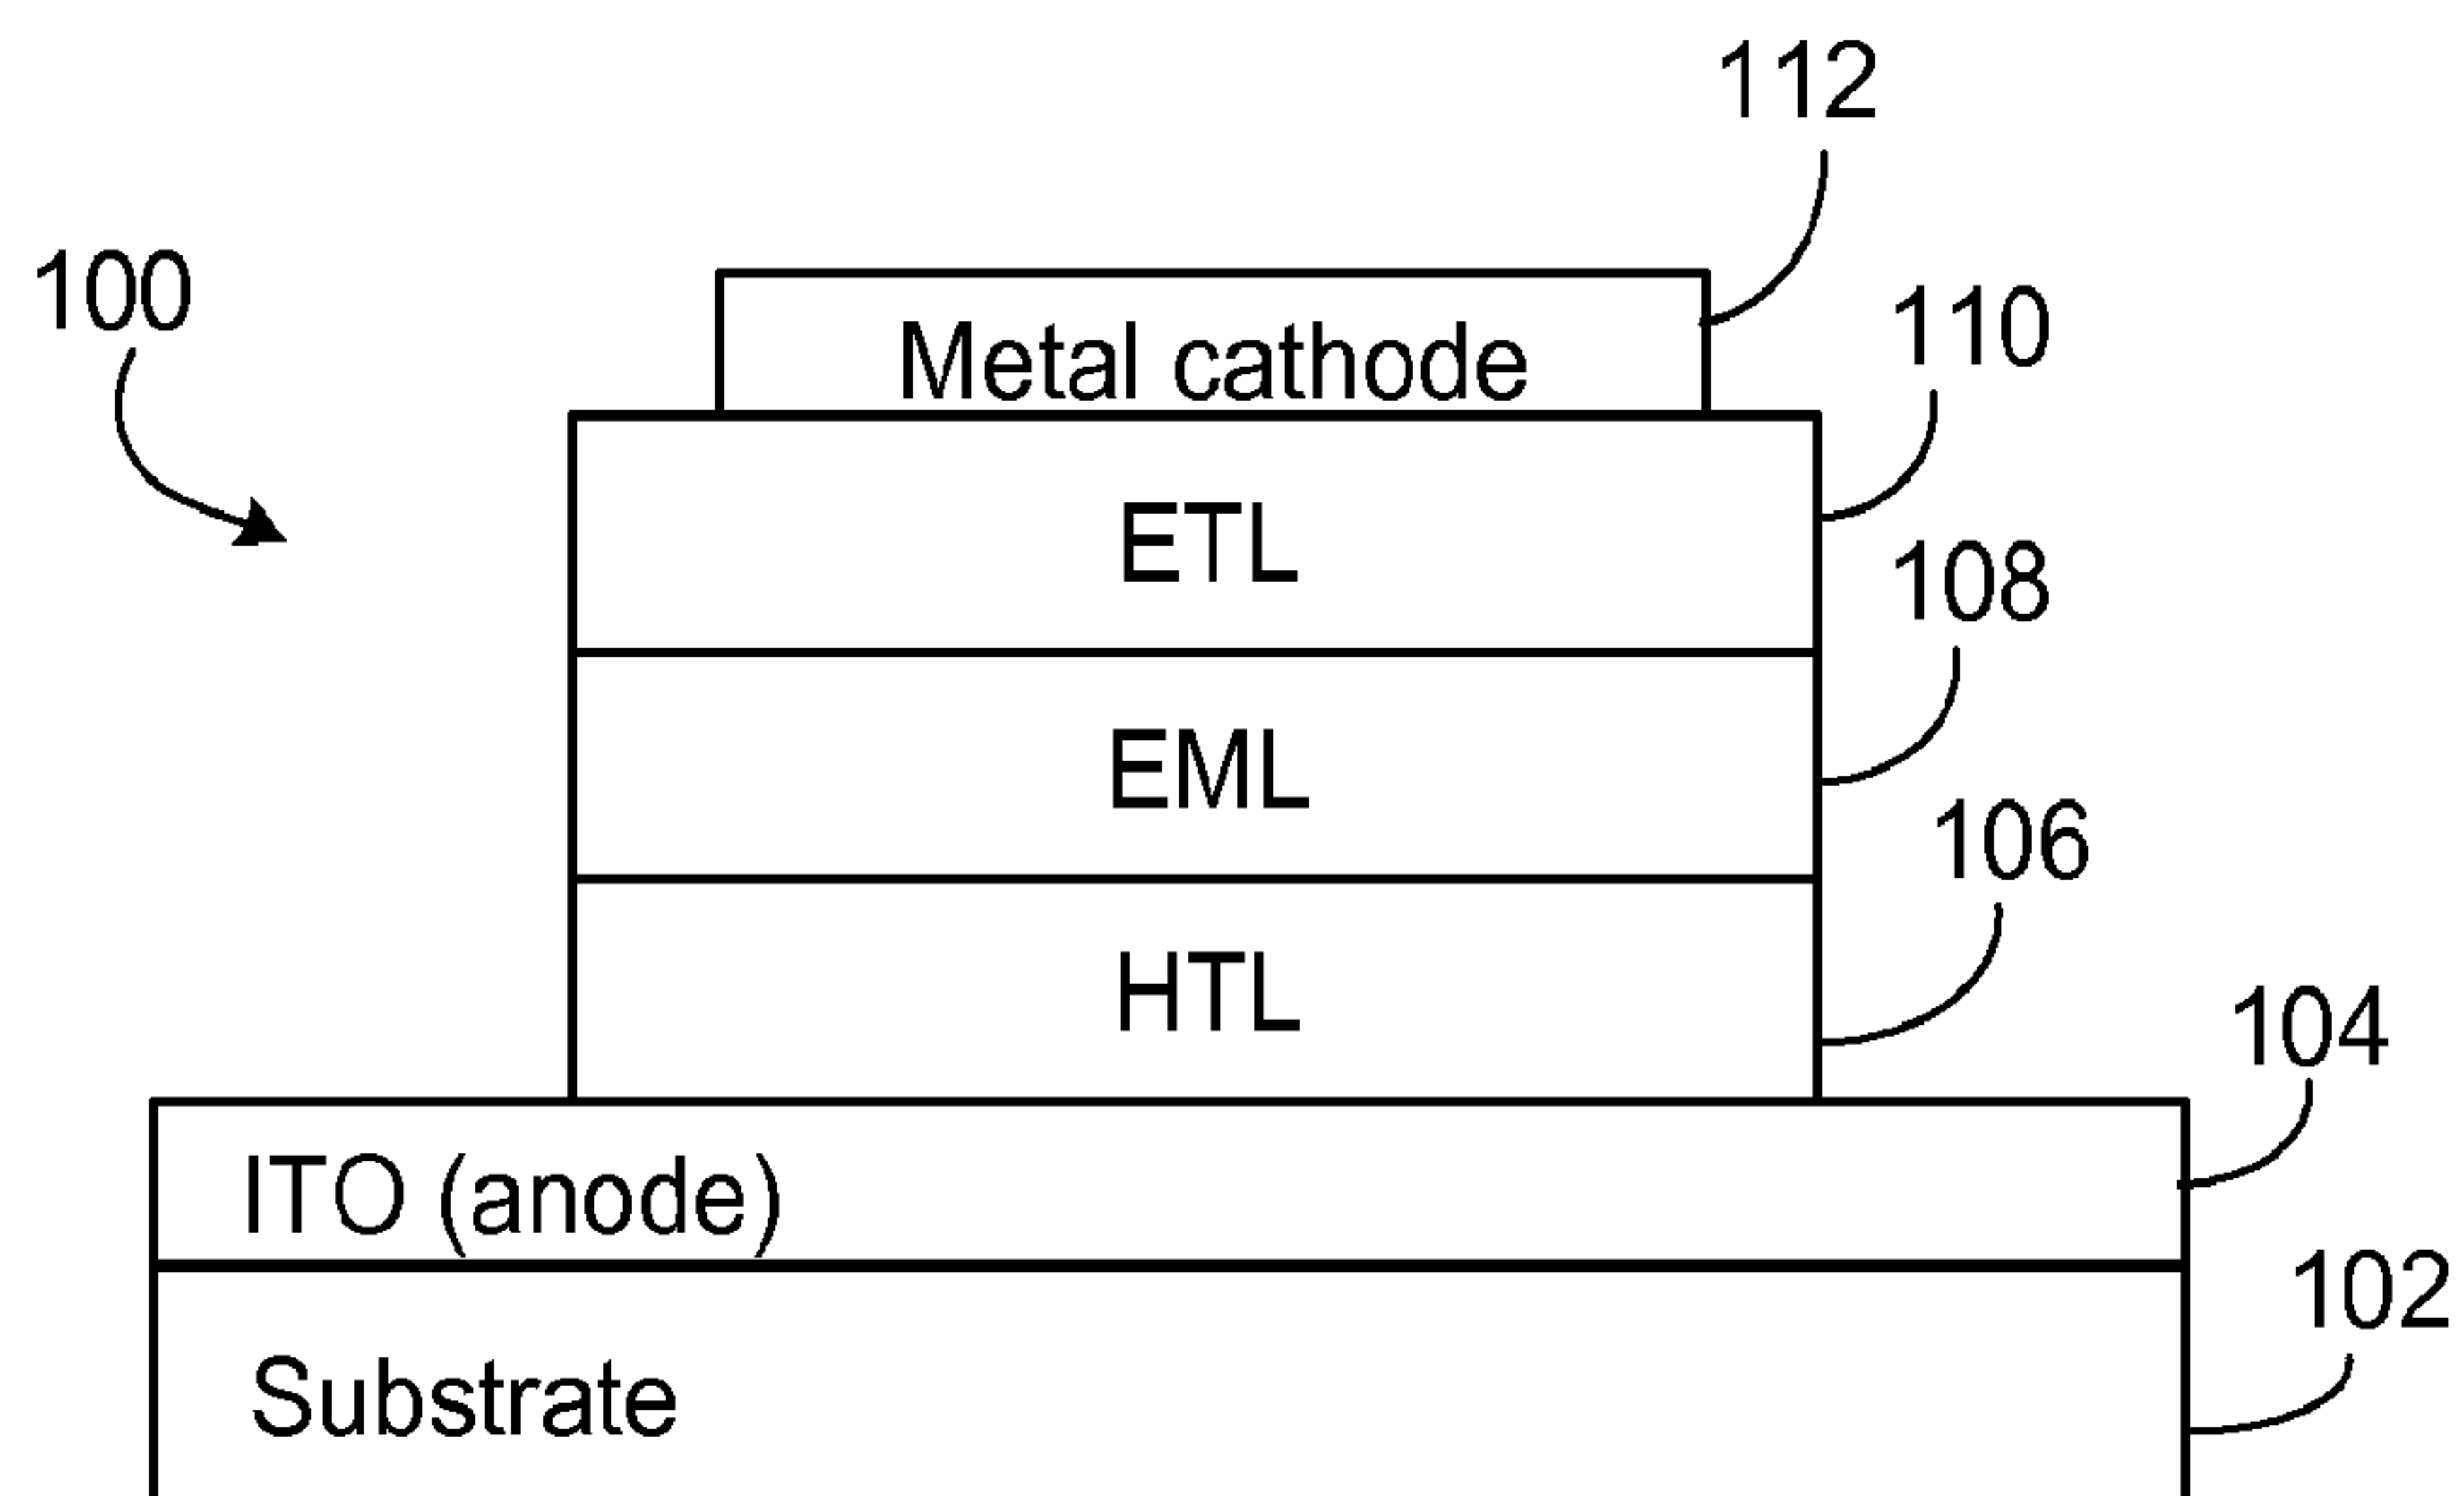 112
100
110
Metal cathode
ETL
108
EML
106
HTL
104
ITO (anode)
102
Substrate